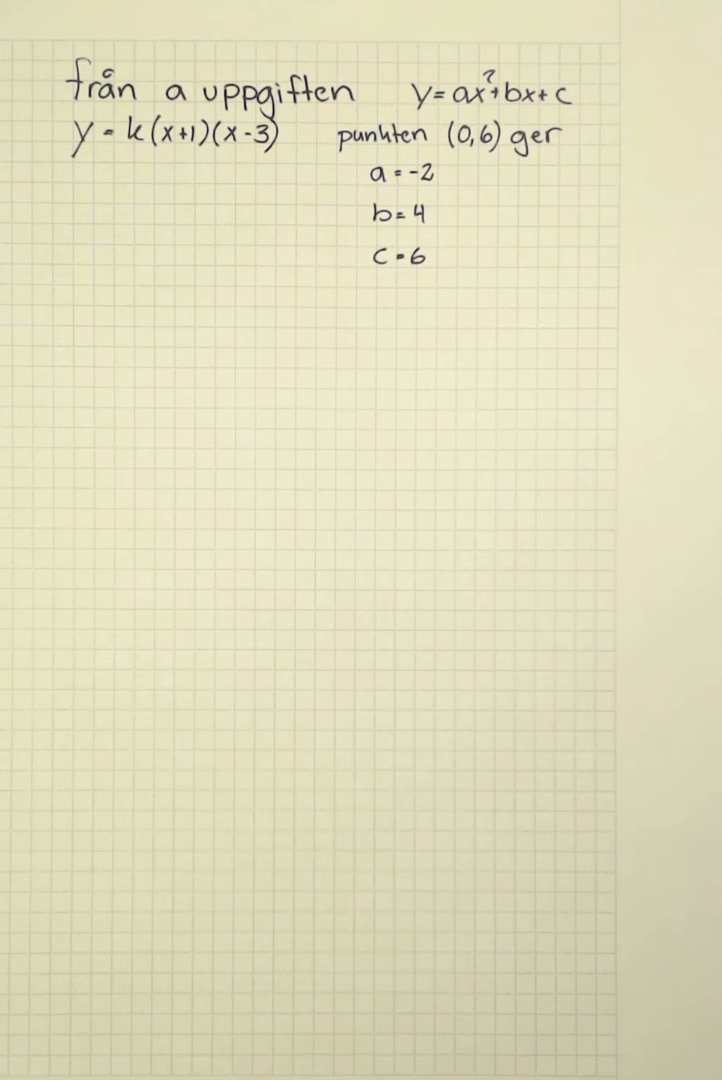 från a uppgiften y=ax²+bx+c
y=k(x+1)(x-3) punkten (0,6) ger
a=-2
b=4
c=6